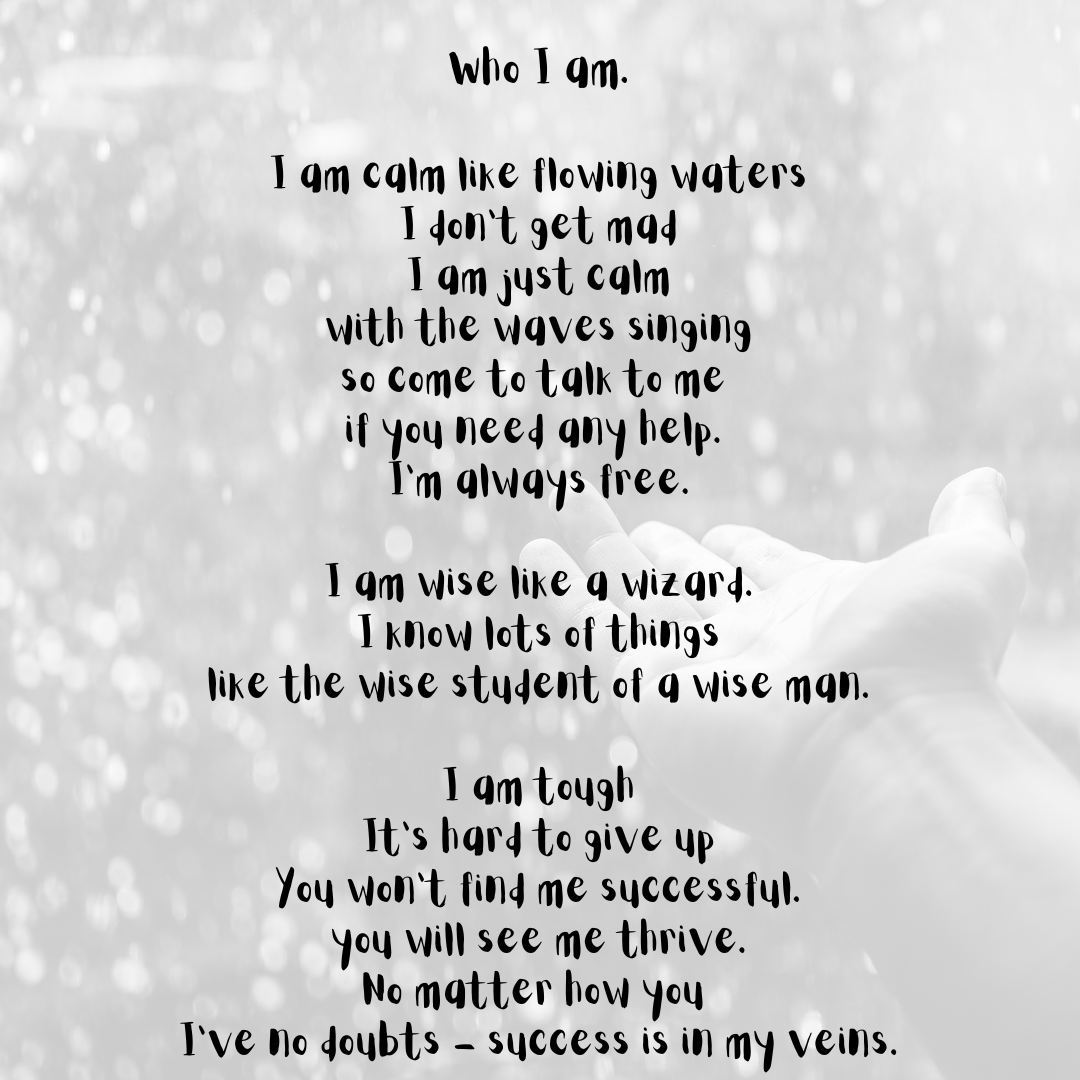 Who I am.
I am calm like flowing waters
I don't get mad
I am just calm
with the waves singing
so come to talk to me
if you need any help.
I'm always free.
I am wise like a wizard.
I know lots of things
like the wise student of a wise man.
I am tough
It's hard to give up
You won't find me successful.
you will see me thrive.
No matter how you
I've no doubts - success is in my veins.